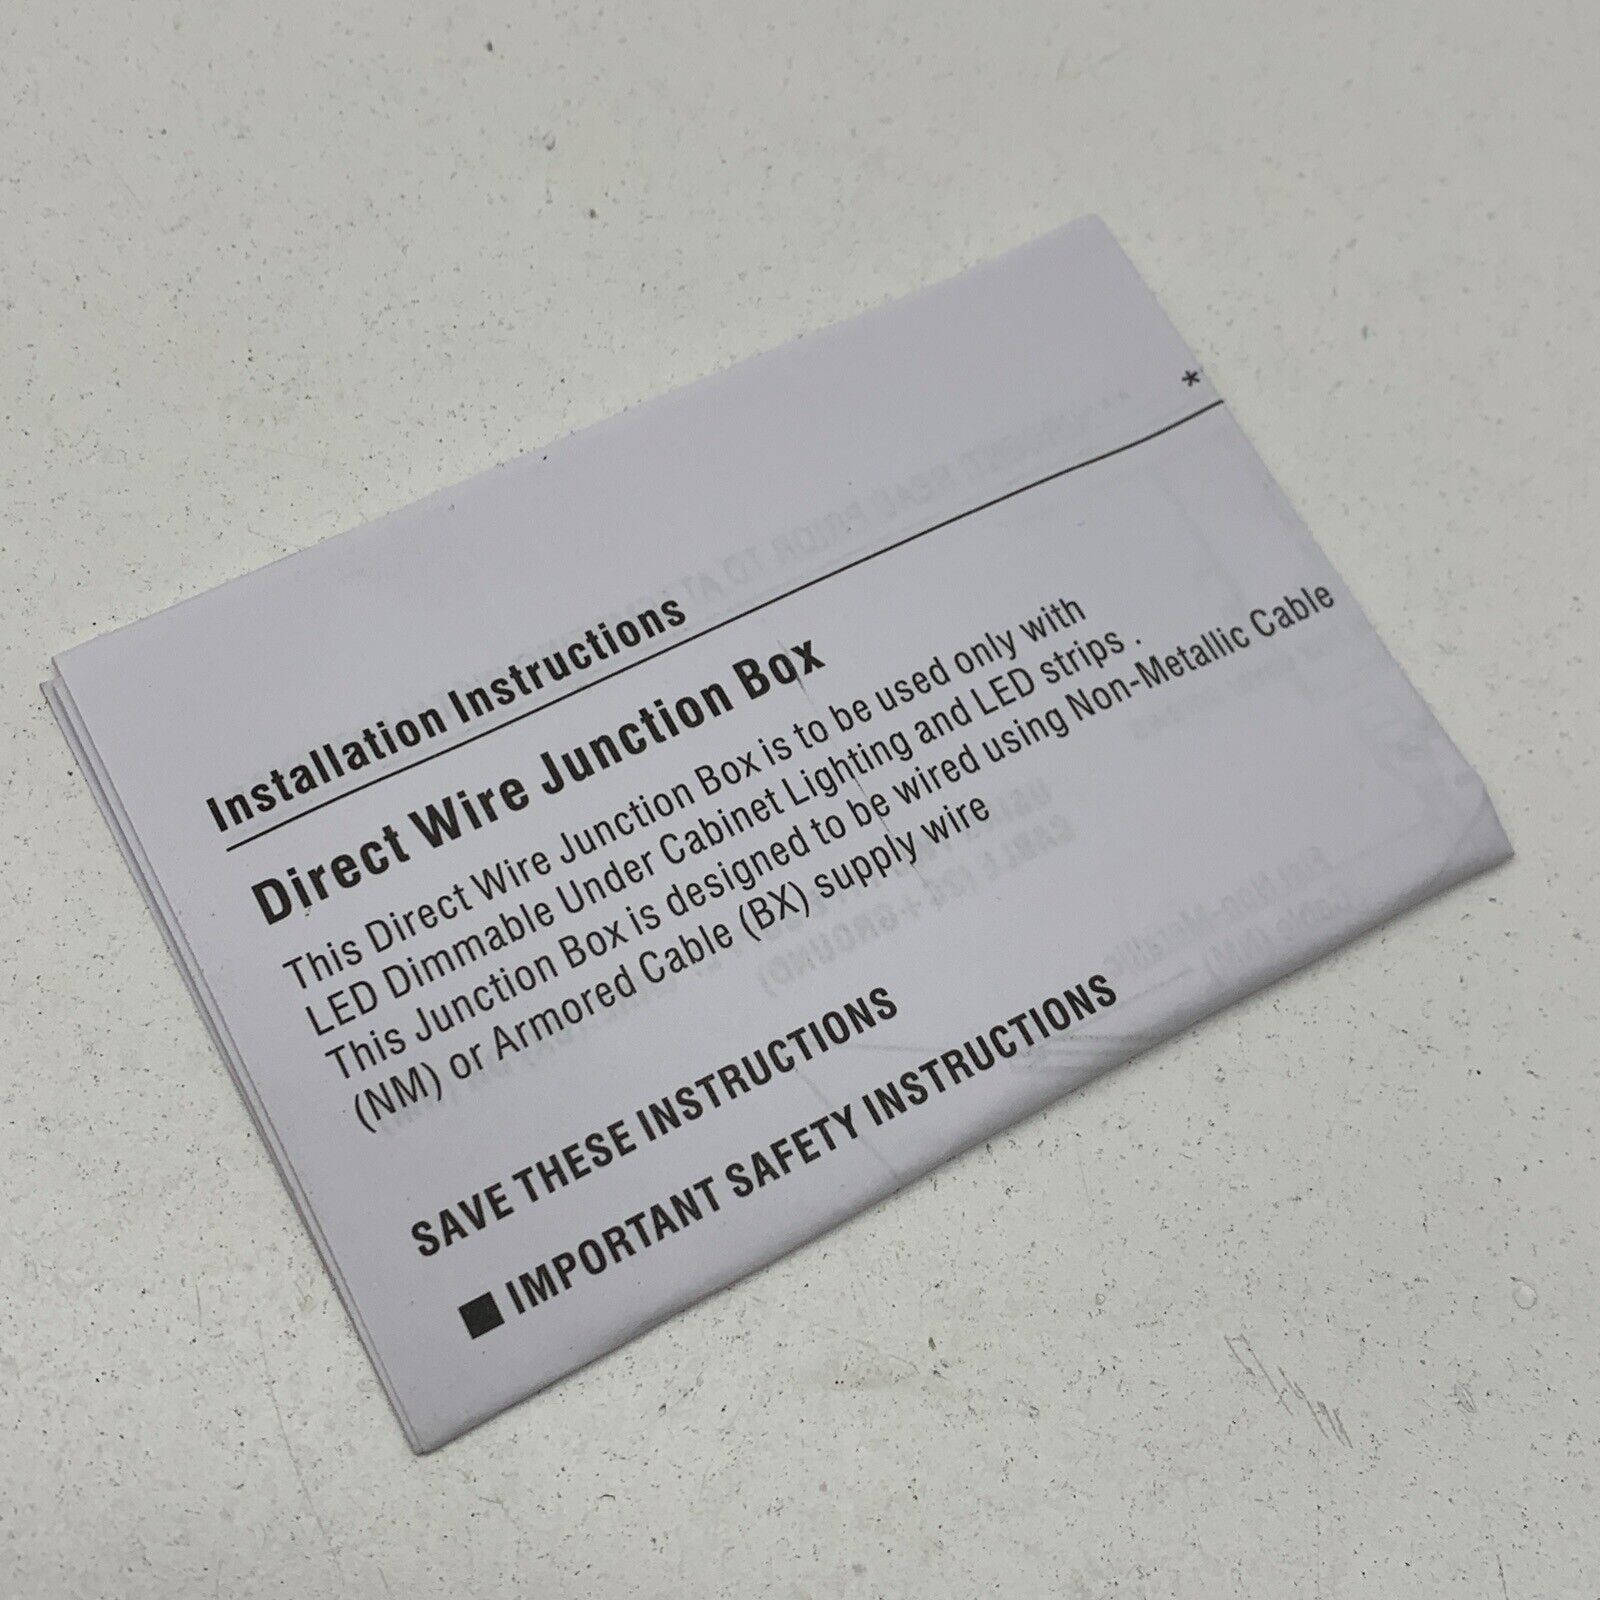 *
Installation Instructions
Direct Wire Junction Box
This Direct Wire Junction Box is to be used only with
LED Dimmable Under Cabinet Lighting and LED strips .
This Junction Box is designed to be wired using Non-Metallic Cable
(NM) or Armored Cable (BX) supply wire
SAVE THESE INSTRUCTIONS
■ IMPORTANT SAFETY INSTRUCTIONS